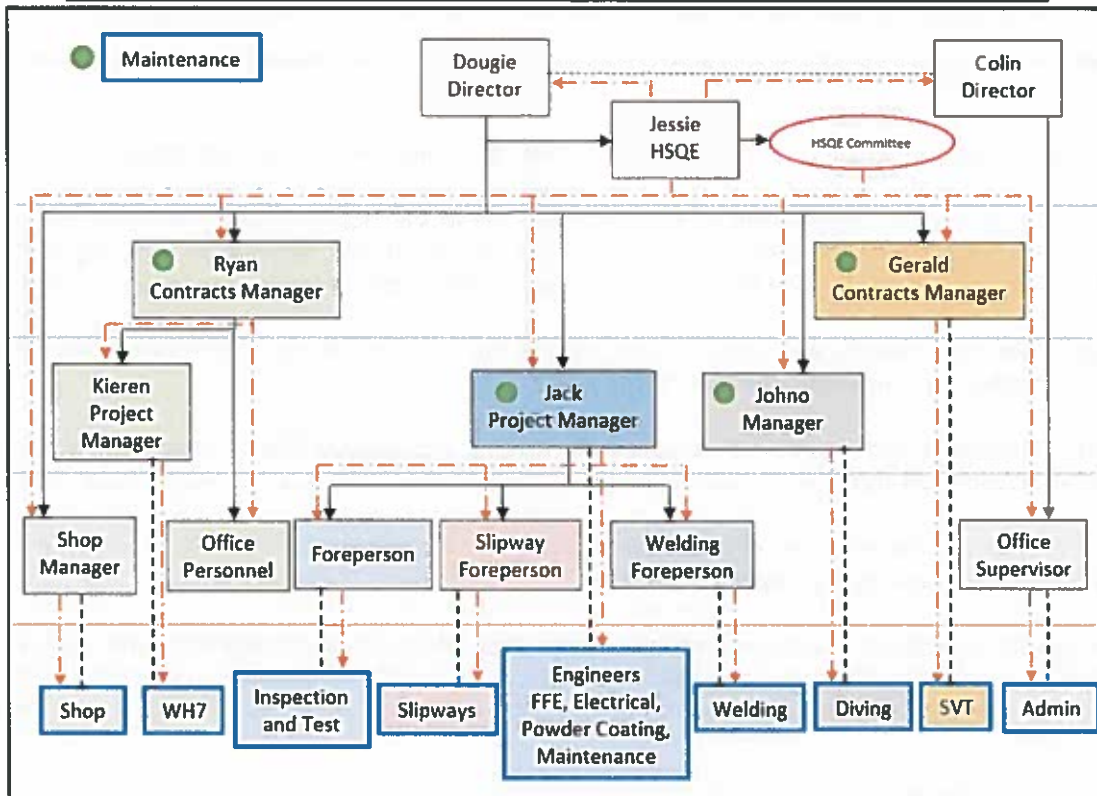 Maintenance
Dougie
Director
Colin
Director
Jessie
HSQE
HSQE Committee
Ryan
Contracts Manager
Gerald
Contracts Manager
Kieren
Project
Manager
Jack
Project Manager
Johno
Manager
Shop
Manager
Office
Personnel
Foreperson
Slipway
Foreperson
Welding
Foreperson
Office
Supervisor
Shop
WH7
Inspection
and Test
Slipways
Engineers
FFE, Electrical,
Powder Coating,
Maintenance
Welding
Diving
SVT
Admin